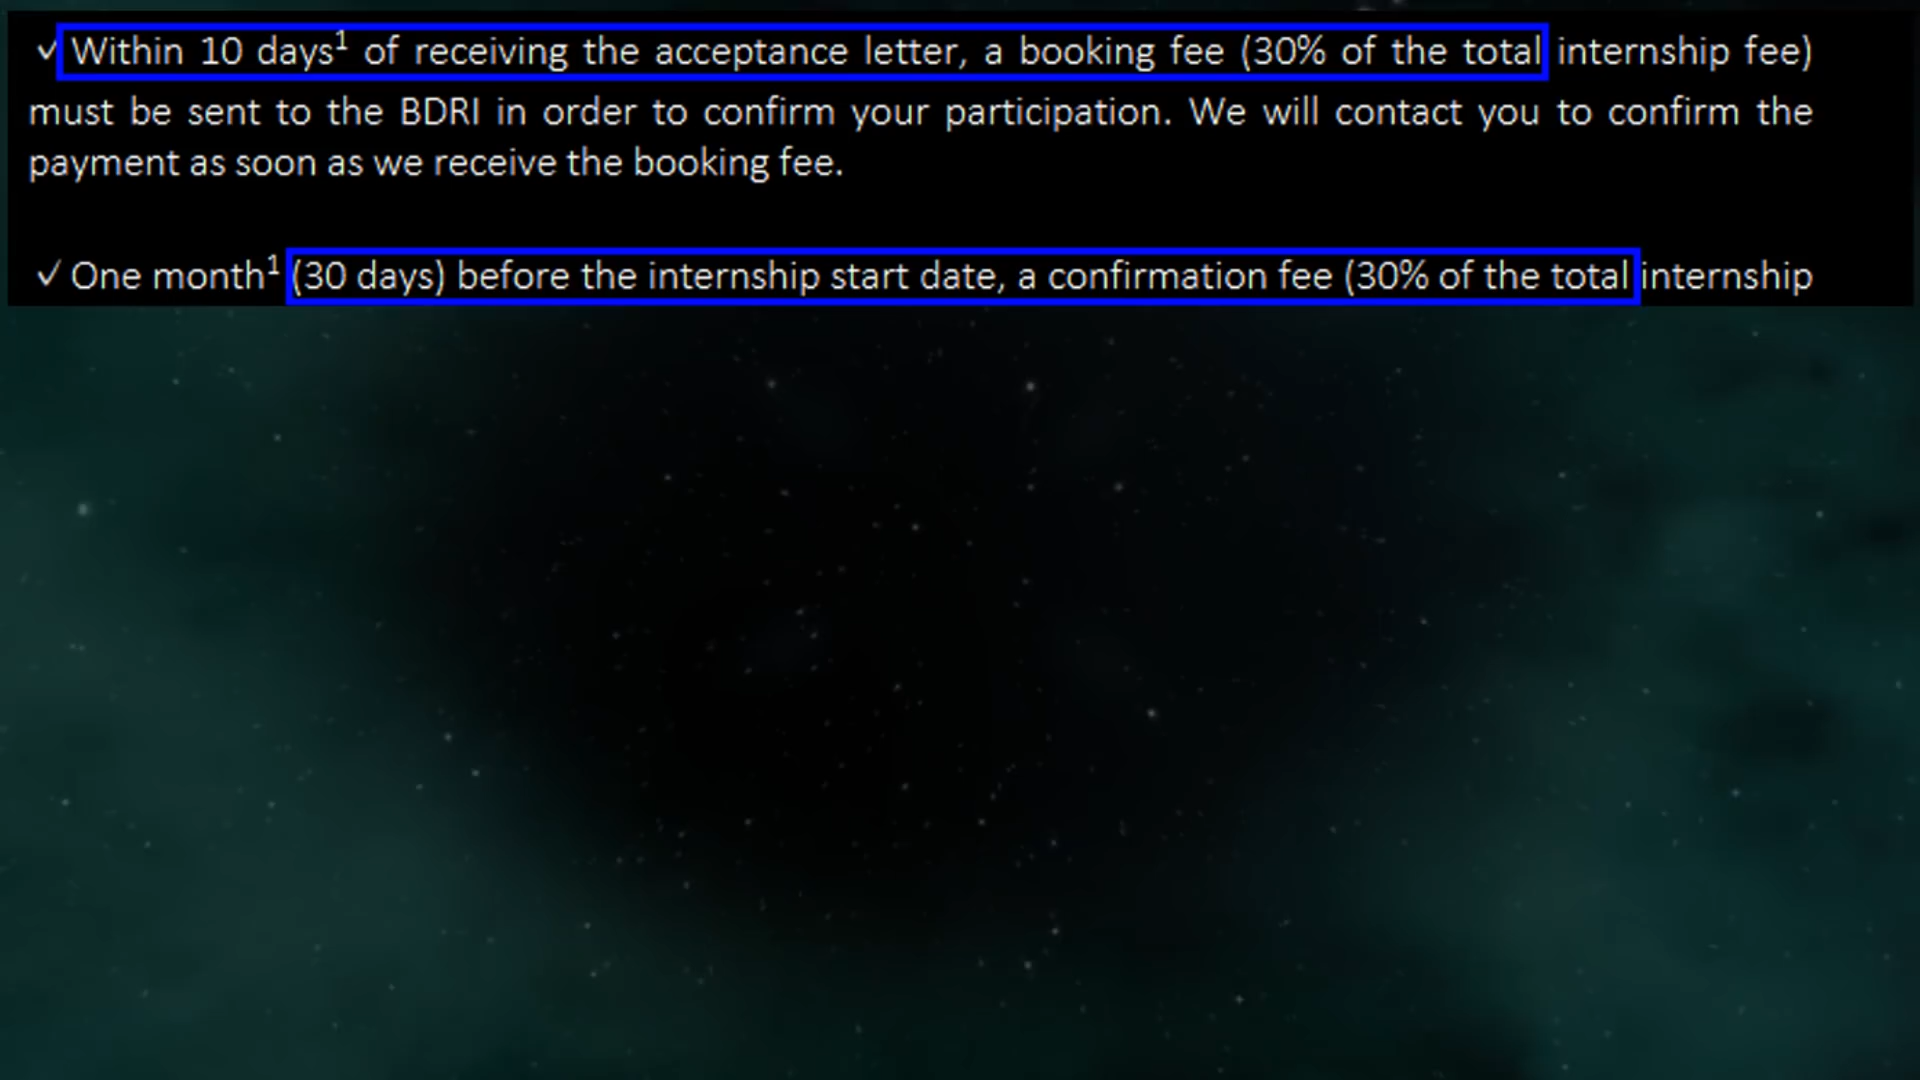 ✓ Within 10 days¹ of receiving the acceptance letter, a booking fee (30% of the total internship fee)
must be sent to the BDRI in order to confirm your participation. We will contact you to confirm the
payment as soon as we receive the booking fee.
✓ One month¹ (30 days) before the internship start date, a confirmation fee (30% of the total internship